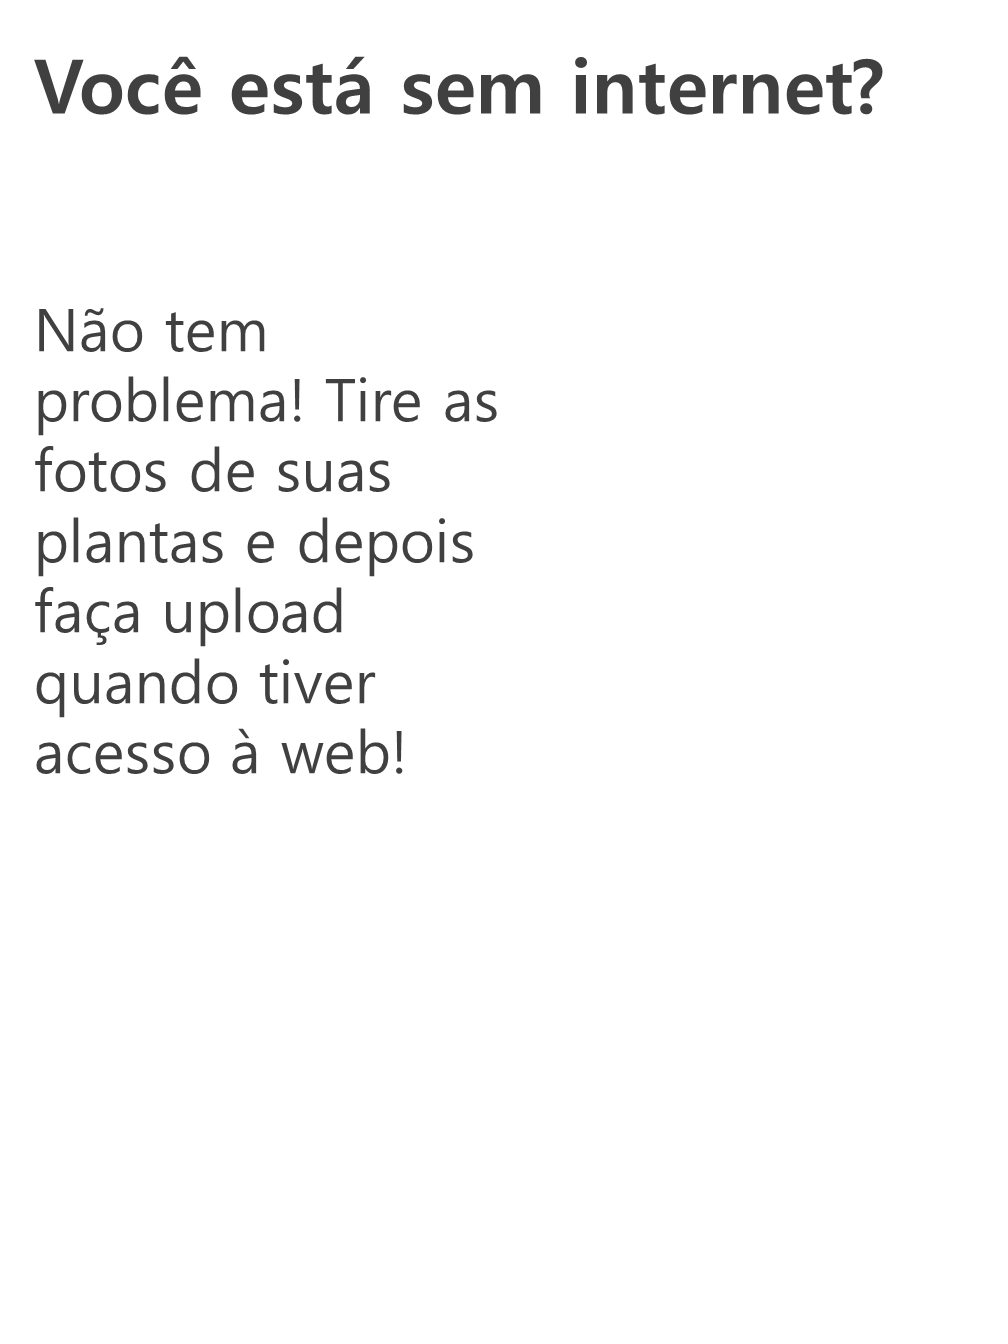 Você está sem internet?
Não tem
problema! Tire as
fotos de suas
plantas e depois
faça upload
quando tiver
acesso à web!